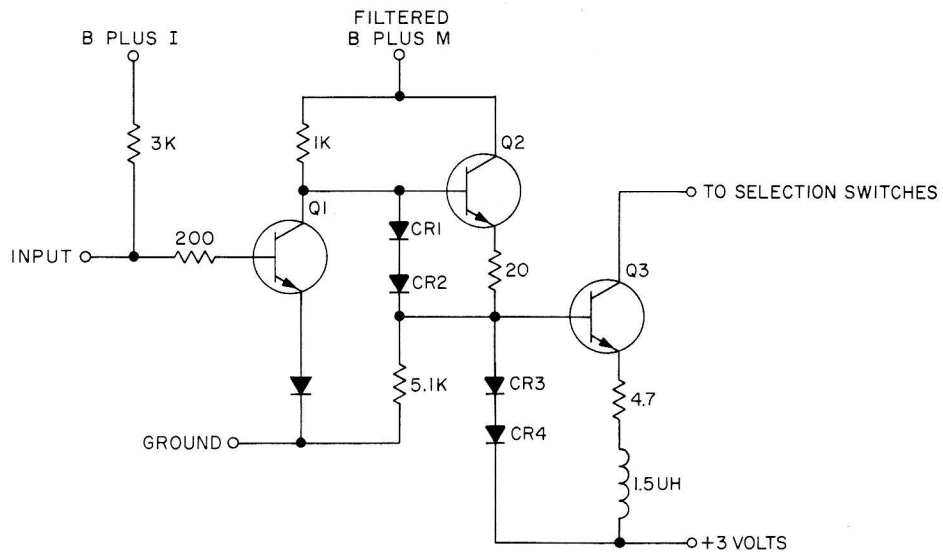 FILTERED
B PLUS I
B PLUS M
3K
1K
Q2
Q1
TO SELECTION SWITCHES
CR1
200
INPUT
CR2
20
Q3
5.1K
CR3
4.7
CR4
GROUND
1.5UH
+3 VOLTS